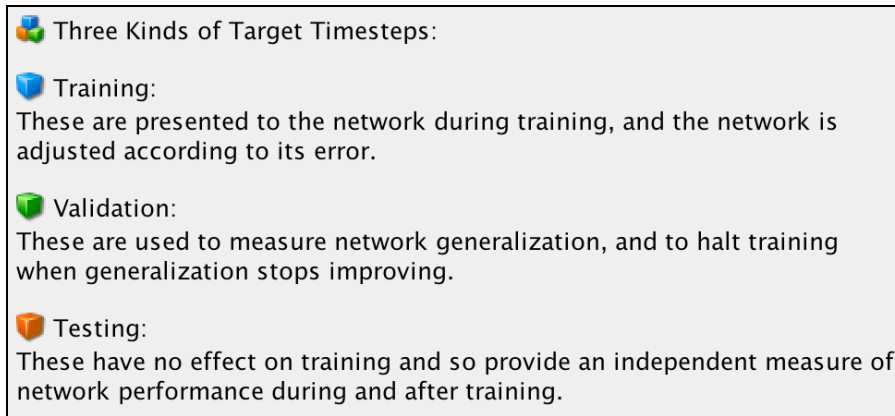 Three Kinds of Target Timesteps:
Training:
These are presented to the network during training, and the network is
adjusted according to its error.
Validation:
These are used to measure network generalization, and to halt training
when generalization stops improving.
Testing:
These have no effect on training and so provide an independent measure of
network performance during and after training.